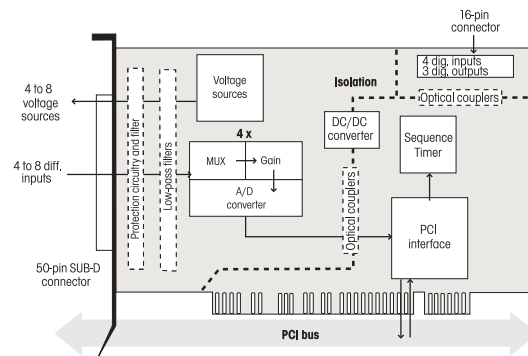 16-pin
connector
4 dig. inputs
3 dig. outputs
Isolation
Optical couplers
4 to 8
voltage
sources
Voltage
sources
DC/DC
converter
Sequence
Timer
4 x
MUX
Gain
A/D
converter
4 to 8 diff.
inputs
Protection circuitry and filter
Low-pass filters
Optical couplers
PCI
interface
50-pin SUB-D
connector
PCI bus